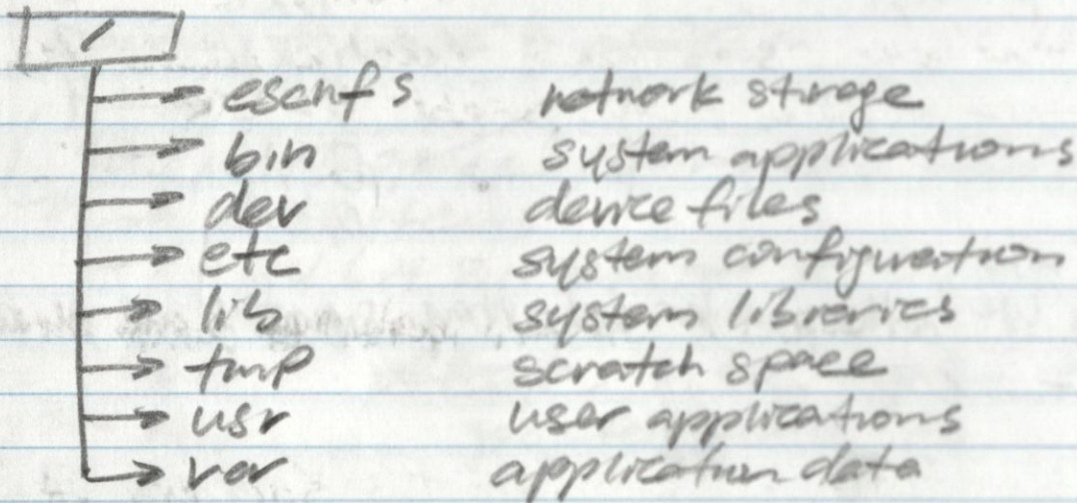 /
escnfs network storage
bin system applications
dev device files
etc system configuration
lib system libraries
tmp scratch space
usr user applications
var application data